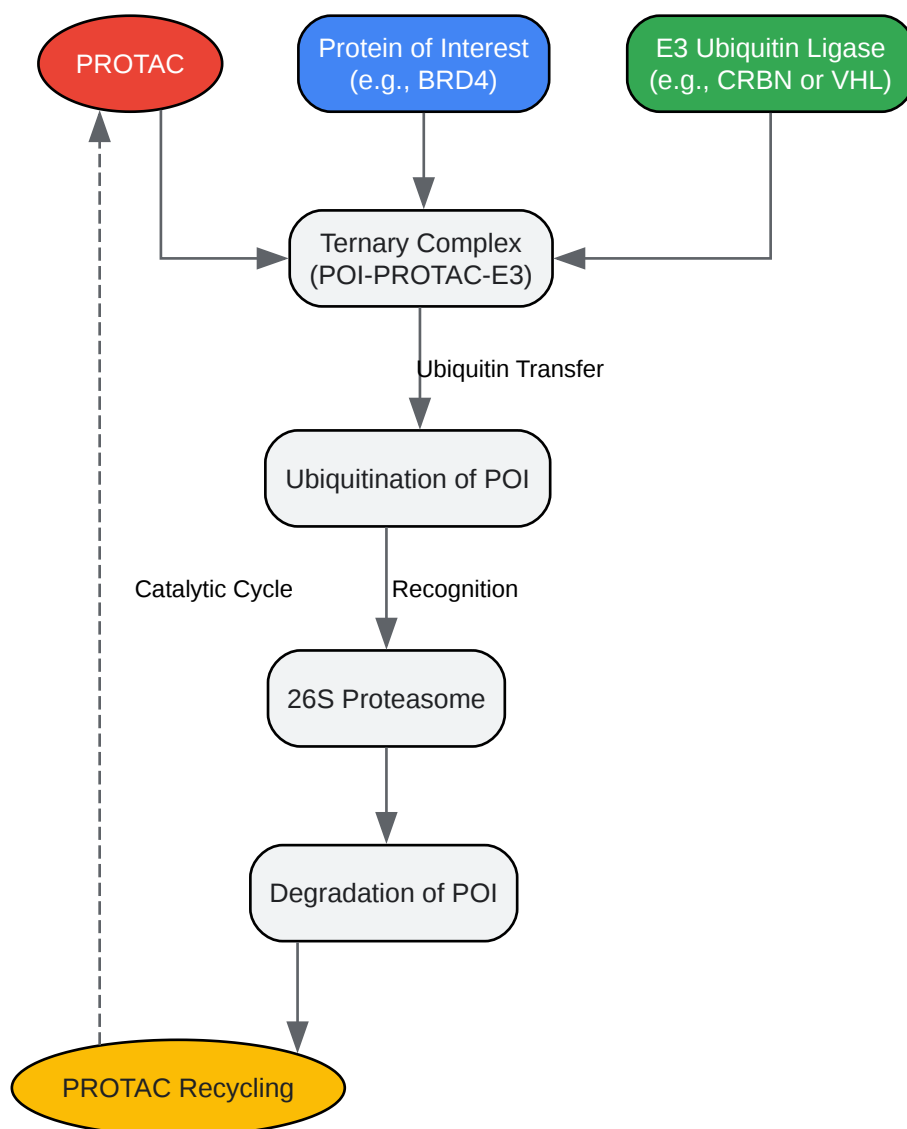 PROTAC
Protein of Interest
(e.g., BRD4)
E3 Ubiquitin Ligase
(e.g., CRBN or VHL)
Ternary Complex
(POI-PROTAC-E3)
Ubiquitin Transfer
Ubiquitination of POI
Catalytic Cycle
Recognition
26S Proteasome
Degradation of POI
PROTAC Recycling